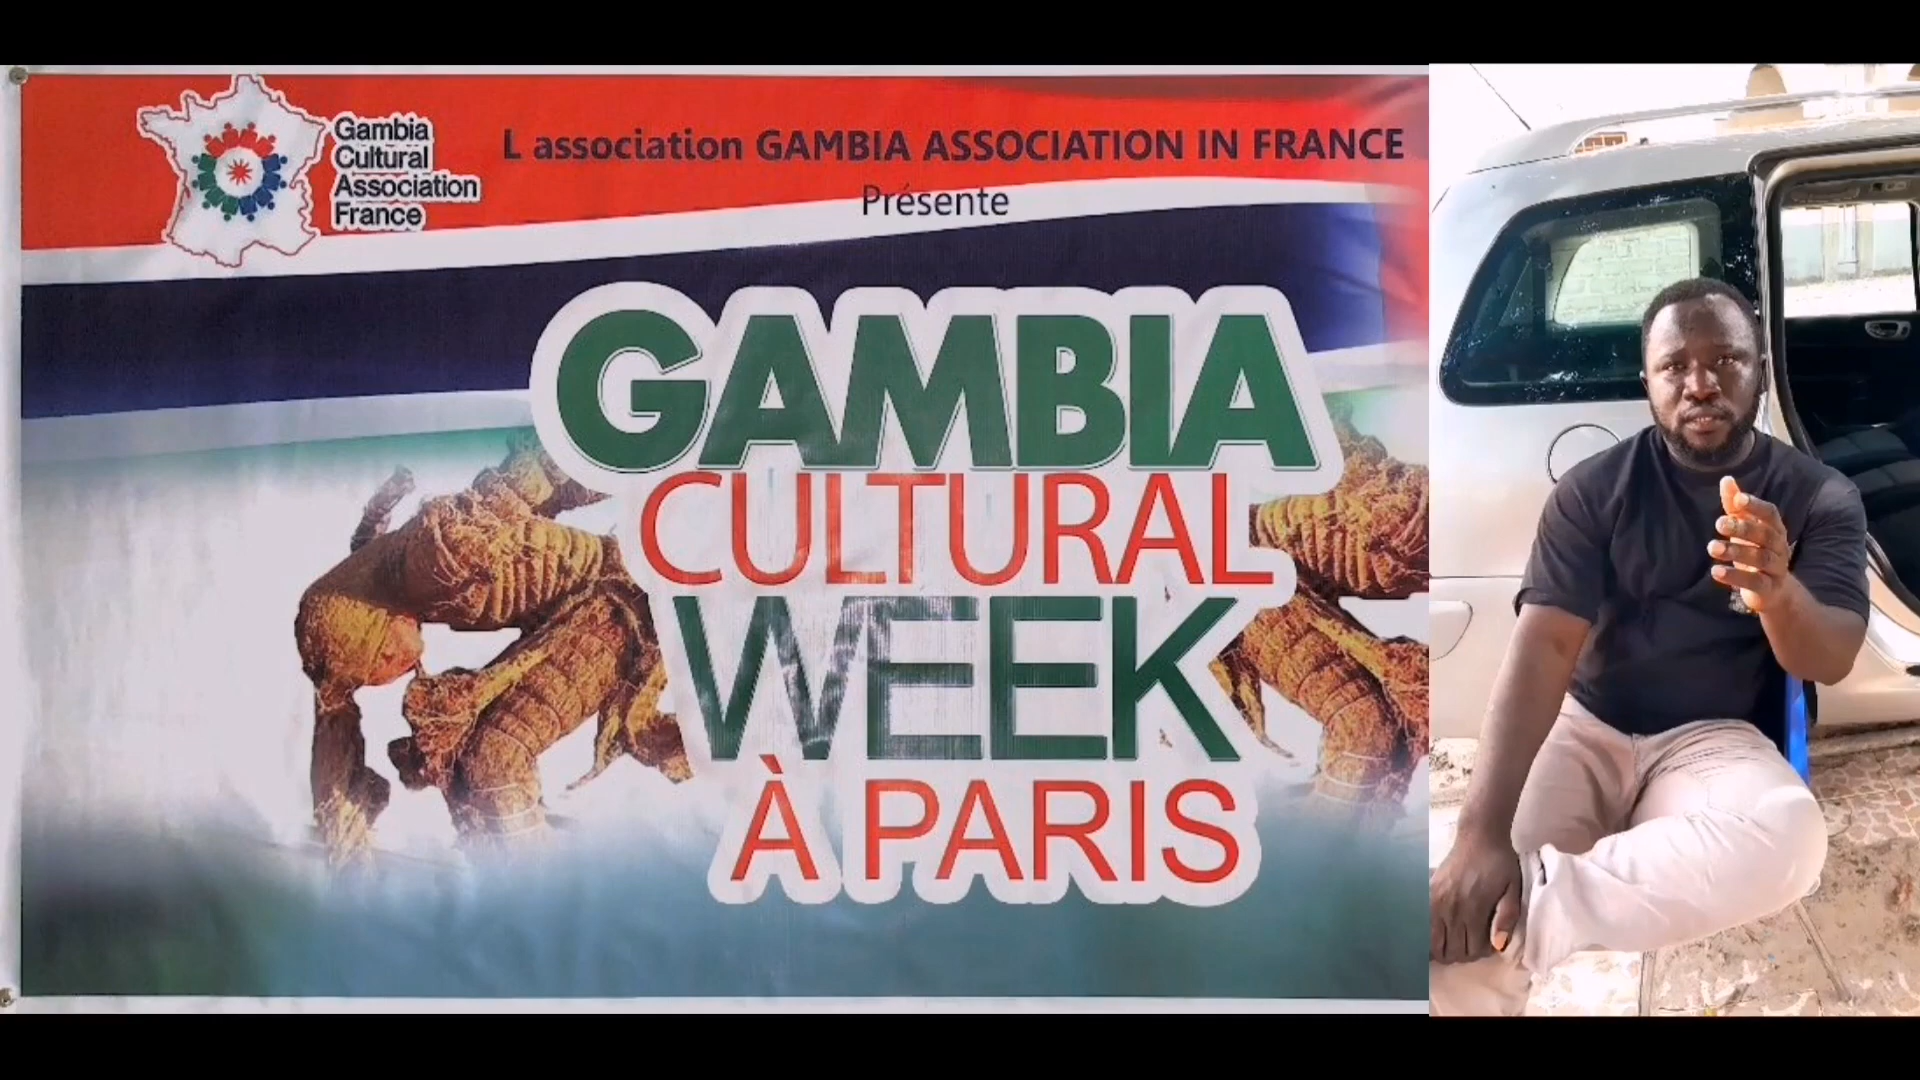 Gambia
Cultural
Association
France
L association GAMBIA ASSOCIATION IN FRANCE
Présente
GAMBIA
CULTURAL
WEEK
À PARIS